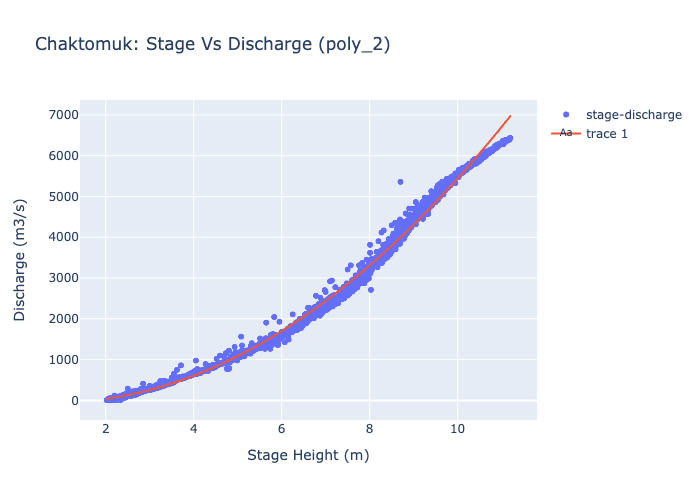 Chaktomuk: Stage Vs Discharge (poly_2)
stage-discharge
Aa trace 1
7000
6000
5000
4000
3000
2000
1000
0
Discharge (m3/s)
2 4 6 8 10
Stage Height (m)